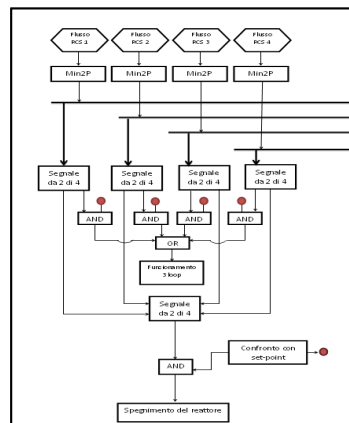 Flusso RCS 1
Flusso RCS 2
Flusso RCS 3
Flusso RCS 4
Min2P
Min2P
Min2P
Min2P
Segnale da 2 di 4
Segnale da 2 di 4
Segnale da 2 di 4
Segnale da 2 di 4
AND
AND
AND
AND
OR
Funzionamento 3 loop
Segnale da 2 di 4
Confronto con set-point
AND
Spegnimento del reattore